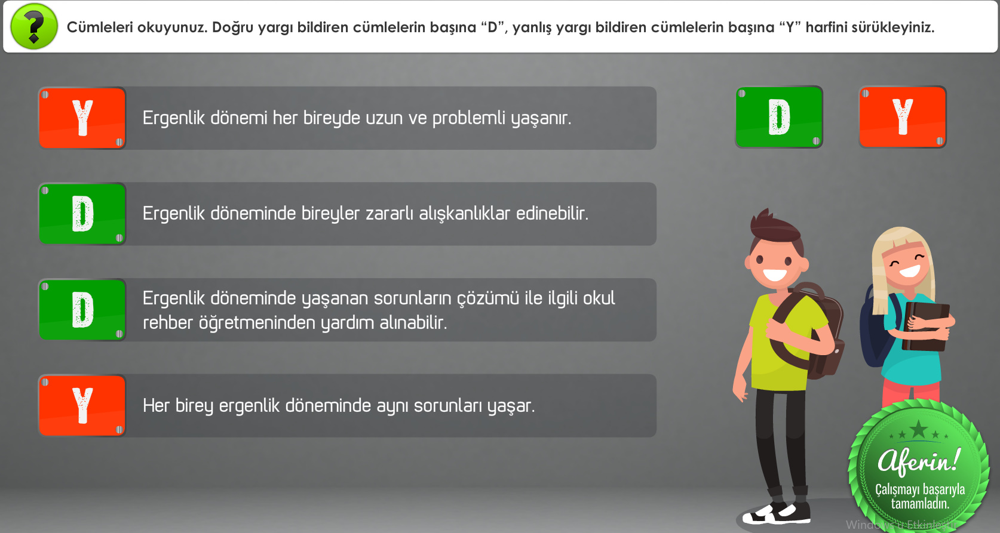 ?
Cümleleri okuyunuz. Doğru yargı bildiren cümlelerin başına “D”, yanlış yargı bildiren cümlelerin başına “Y” harfini sürükleyiniz.
Y
Ergenlik dönemi her bireyde uzun ve problemli yaşanır.
D
Y
D
Ergenlik döneminde bireyler zararlı alışkanlıklar edinebilir.
D
Ergenlik döneminde yaşanan sorunların çözümü ile ilgili okul
rehber öğretmeninden yardım alınabilir.
Y
Her birey ergenlik döneminde aynı sorunları yaşar.
Aferin!
Çalışmayı başarıyla
tamamladın.